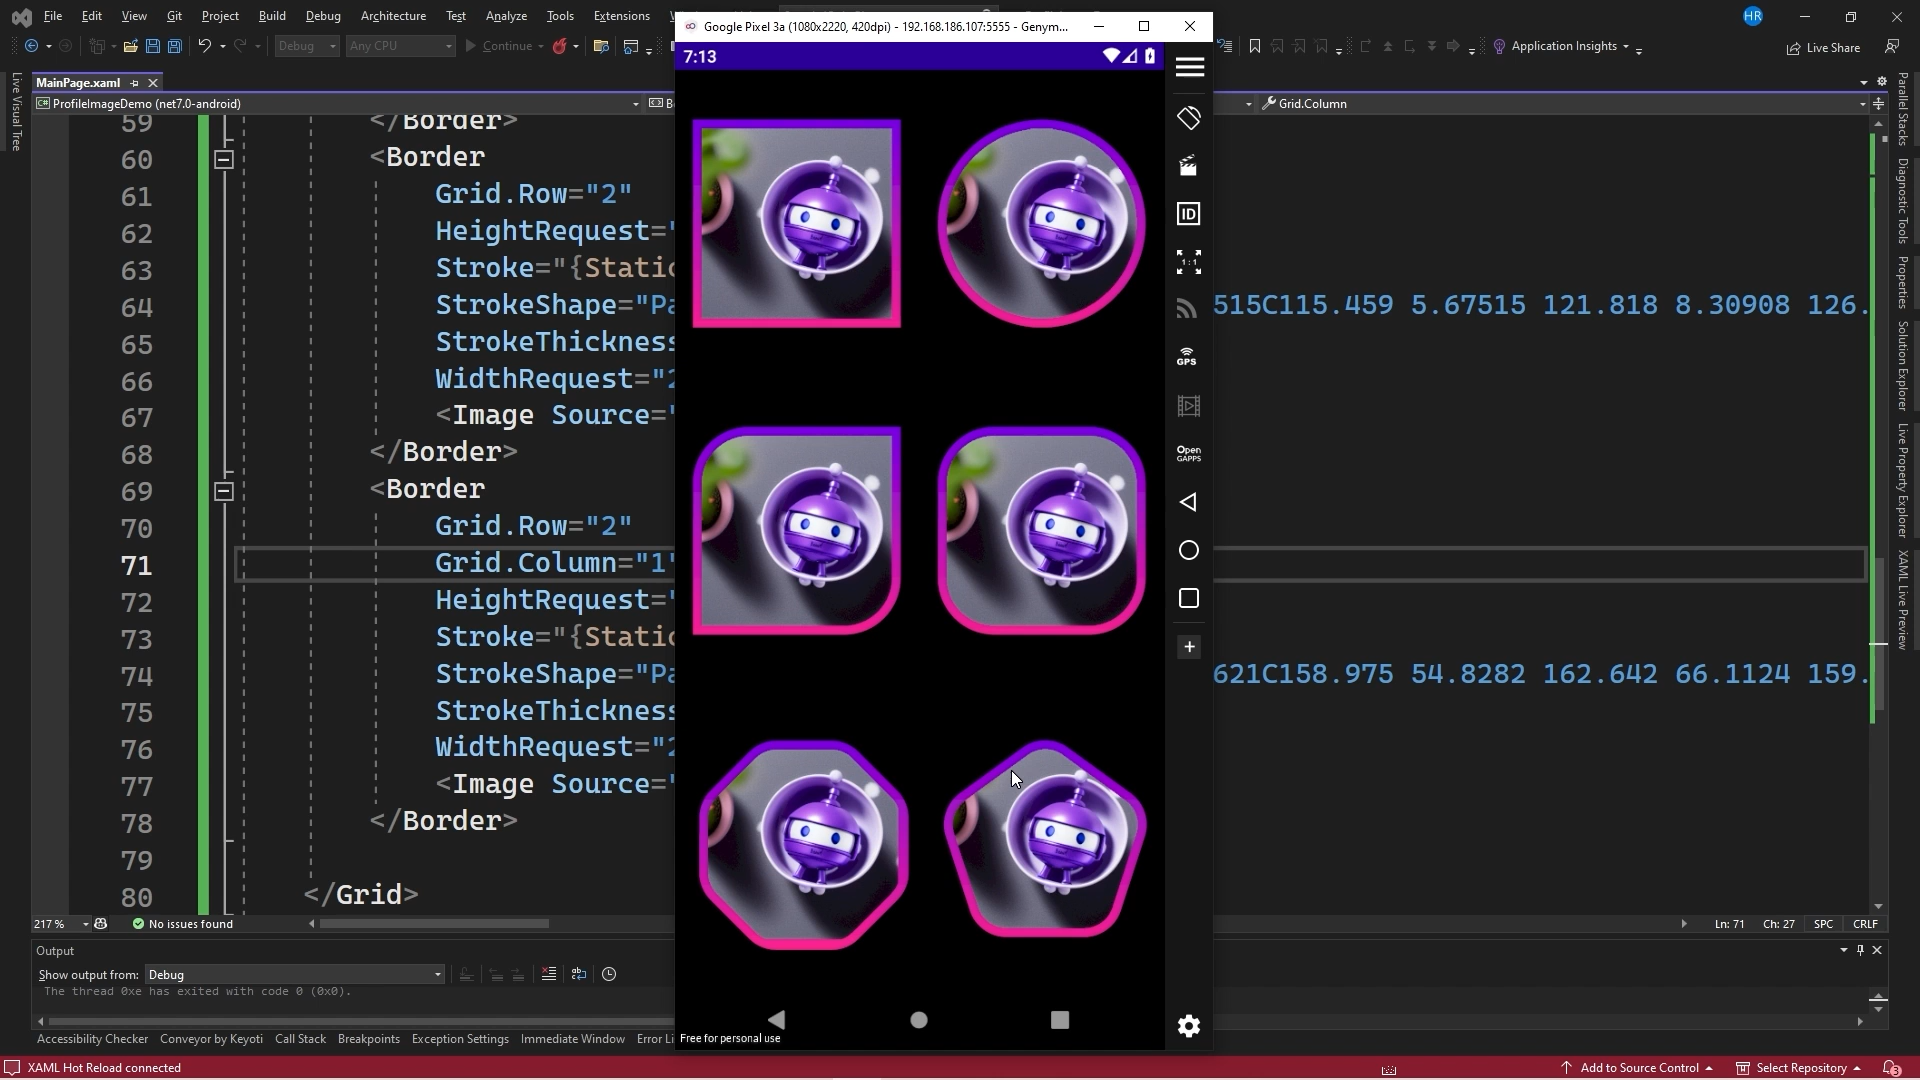 File Edit View Git Project Build Debug Architecture Test Analyze Tools Extensions
HR
Debug Any CPU Continue
Application Insights
Live Share
MainPage.xaml
ProfileImageDemo (net7.0-android)
Grid.Column
Live Visual Tree
59 </Border>
60 <Border
61 Grid.Row="2"
62 HeightRequest="
63 Stroke="{Static
64 StrokeShape="Pa
515C115.459 5.67515 121.818 8.30908 126.
65 StrokeThickness
66 WidthRequest="2
67 <Image Source="
68 </Border>
69 <Border
70 Grid.Row="2"
71 Grid.Column="1"
72 HeightRequest="
73 Stroke="{Static
74 StrokeShape="Pa
621C158.975 54.8282 162.642 66.1124 159.
75 StrokeThickness
76 WidthRequest="2
77 <Image Source="
78 </Border>
79
80 </Grid>
Google Pixel 3a (1080x2220, 420dpi) - 192.168.186.107:5555 - Genym...
7:13
ID
1:1
GPS
Open
GAPPS
Free for personal use
Parallel Stacks
Diagnostic Tools
Properties
Solution Explorer
Live Property Explorer
XAML Live Preview
217 % No issues found
Ln: 71 Ch: 27 SPC CRLF
Output
Show output from: Debug
The thread 0xe has exited with code 0 (0x0).
Accessibility Checker Conveyor by Keyoti Call Stack Breakpoints Exception Settings Immediate Window Error Li
XAML Hot Reload connected
Add to Source Control Select Repository 3